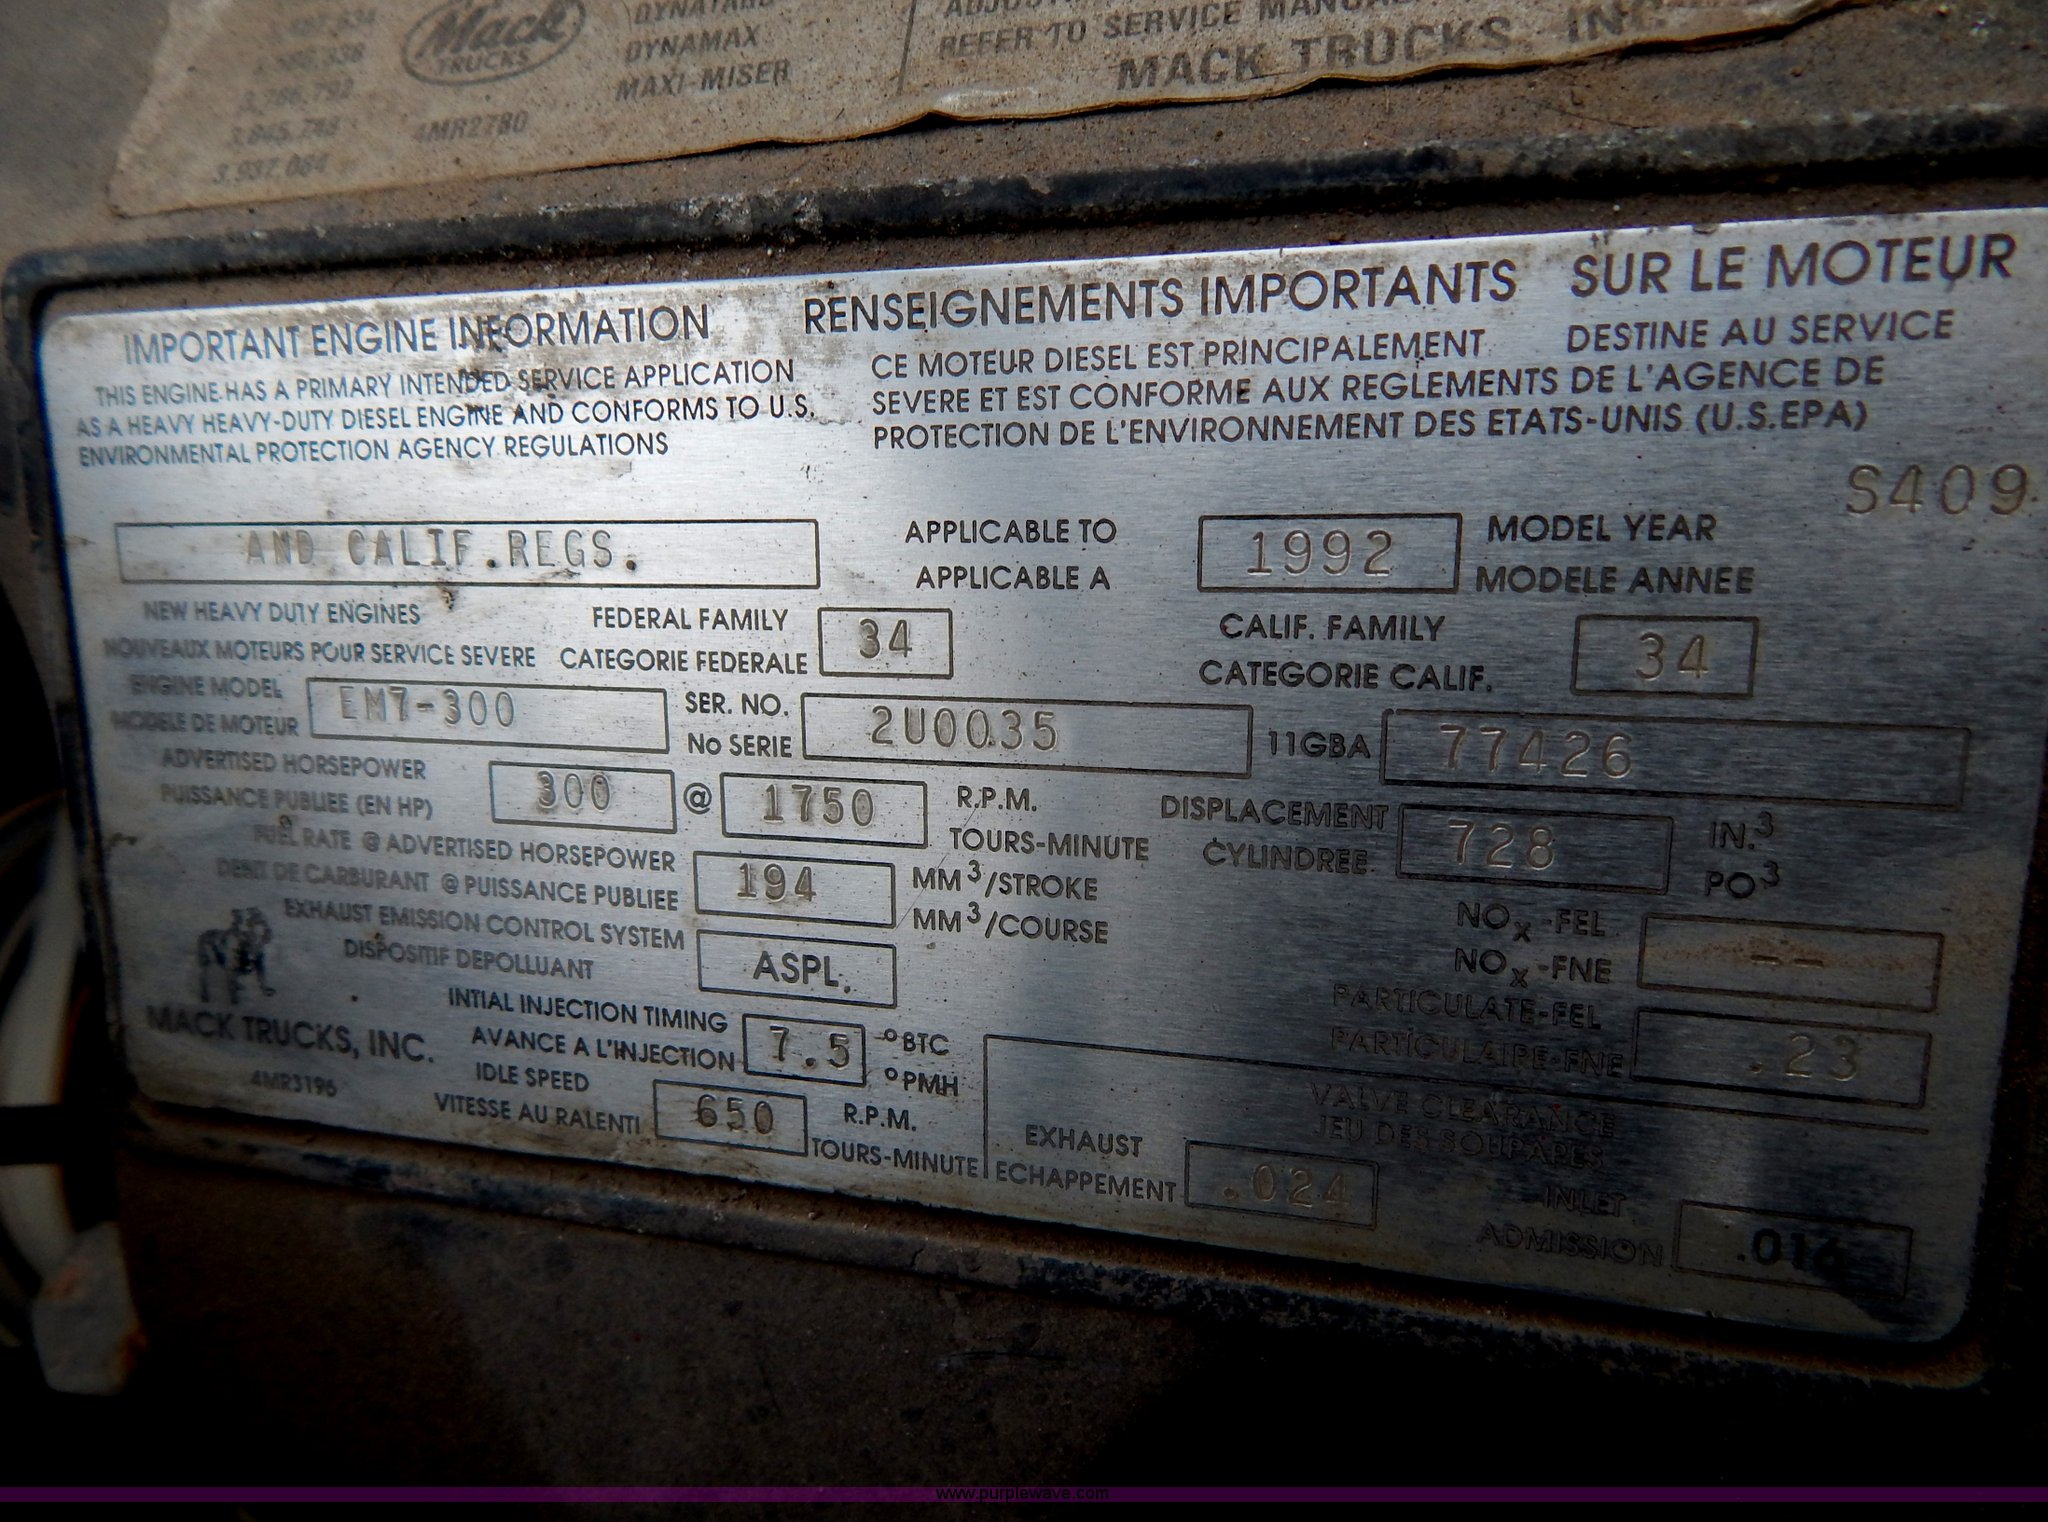 Mack
TRUCKS
4MR2780
3.937.084
DYNAMAX
MAXI-MISER
REFER TO SERVICE
MACK TRUCKS, INC
IMPORTANT ENGINE INFORMATION
THIS ENGINE HAS A PRIMARY INTENDED SERVICE APPLICATION
AS A HEAVY HEAVY-DUTY DIESEL ENGINE AND CONFORMS TO U.S.
ENVIRONMENTAL PROTECTION AGENCY REGULATIONS
RENSEIGNEMENTS IMPORTANTS SUR LE MOTEUR
CE MOTEUR DIESEL EST PRINCIPALEMENT DESTINE AU SERVICE
SEVERE ET EST CONFORME AUX REGLEMENTS DE L'AGENCE DE
PROTECTION DE L'ENVIRONNEMENT DES ETATS-UNIS (U.S.EPA)
S409
AND CALIF.REGS.
APPLICABLE TO
APPLICABLE A
1992
MODEL YEAR
MODELE ANNEE
NEW HEAVY DUTY ENGINES
NOUVEAUX MOTEURS POUR SERVICE SEVERE
FEDERAL FAMILY
CATEGORIE FEDERALE
34
CALIF. FAMILY
CATEGORIE CALIF.
34
ENGINE MODEL
MODELE DE MOTEUR
EM7-300
SER. NO.
No SERIE
2U0035
11GBA
77426
ADVERTISED HORSEPOWER
PUISSANCE PUBLIEE (EN HP)
300
@
1750
R.P.M.
TOURS-MINUTE
DISPLACEMENT
CYLINDREE
728
IN.3
PO3
FUEL RATE @ ADVERTISED HORSEPOWER
DEBIT DE CARBURANT @ PUISSANCE PUBLIEE
194
MM3/STROKE
MM3/COURSE
EXHAUST EMISSION CONTROL SYSTEM
DISPOSITIF DEPOLLUANT
ASPL.
NOx-FEL
NOx-FNE
--
PARTICULATE-FEL
PARTICULAIRE-FNE
.23
INTIAL INJECTION TIMING
AVANCE A L'INJECTION
7.5
°BTC
°PMH
MACK TRUCKS, INC.
4MR3196
IDLE SPEED
VITESSE AU RALENTI
650
R.P.M.
TOURS-MINUTE
VALVE CLEARANCE
JEU DES SOUPAPES
EXHAUST
ECHAPPEMENT
.024
INLET
ADMISSION
.016
www.purplewave.com